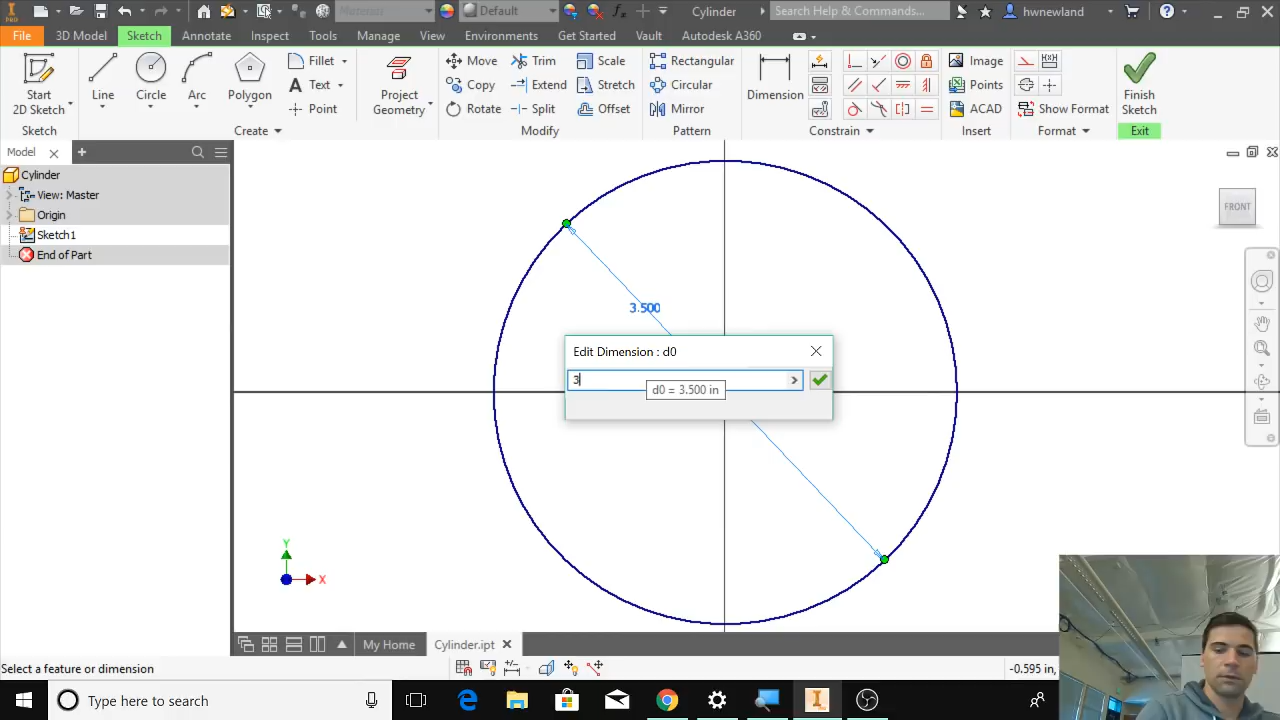 PRO
Materials
Default
Cylinder
Search Help & Commands...
hwnewland
File
3D Model
Sketch
Annotate
Inspect
Tools
Manage
View
Environments
Get Started
Vault
Autodesk A360
Start
2D Sketch
Line
Circle
Arc
Polygon
Fillet
Text
Point
Project
Geometry
Move
Copy
Rotate
Trim
Extend
Split
Scale
Stretch
Offset
Rectangular
Circular
Mirror
Dimension
Image
Points
ACAD
Show Format
Finish
Sketch
Sketch
Create
Modify
Pattern
Constrain
Insert
Format
Exit
Model
Cylinder
View: Master
Origin
Sketch1
End of Part
FRONT
3.500
Edit Dimension : d0
3
d0 = 3.500 in
Y
X
My Home
Cylinder.ipt
Select a feature or dimension
-0.595 in,
Type here to search